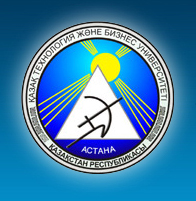 ҚАЗАҚ ТЕХНОЛОГИЯ ЖӘНЕ БИЗНЕС УНИВЕРСИТЕТІ
АСТАНА
ҚАЗАҚСТАН РЕСПУБЛИКАСЫ